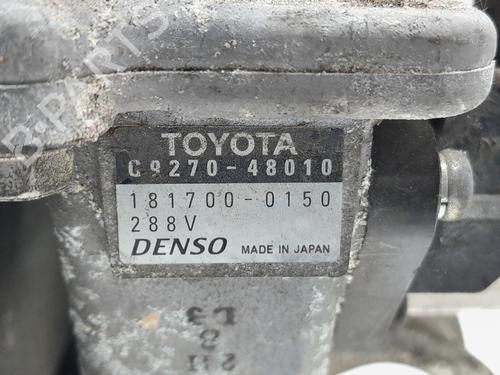 TOYOTA
G9270-48010
181700-0150
288V
DENSO MADE IN JAPAN